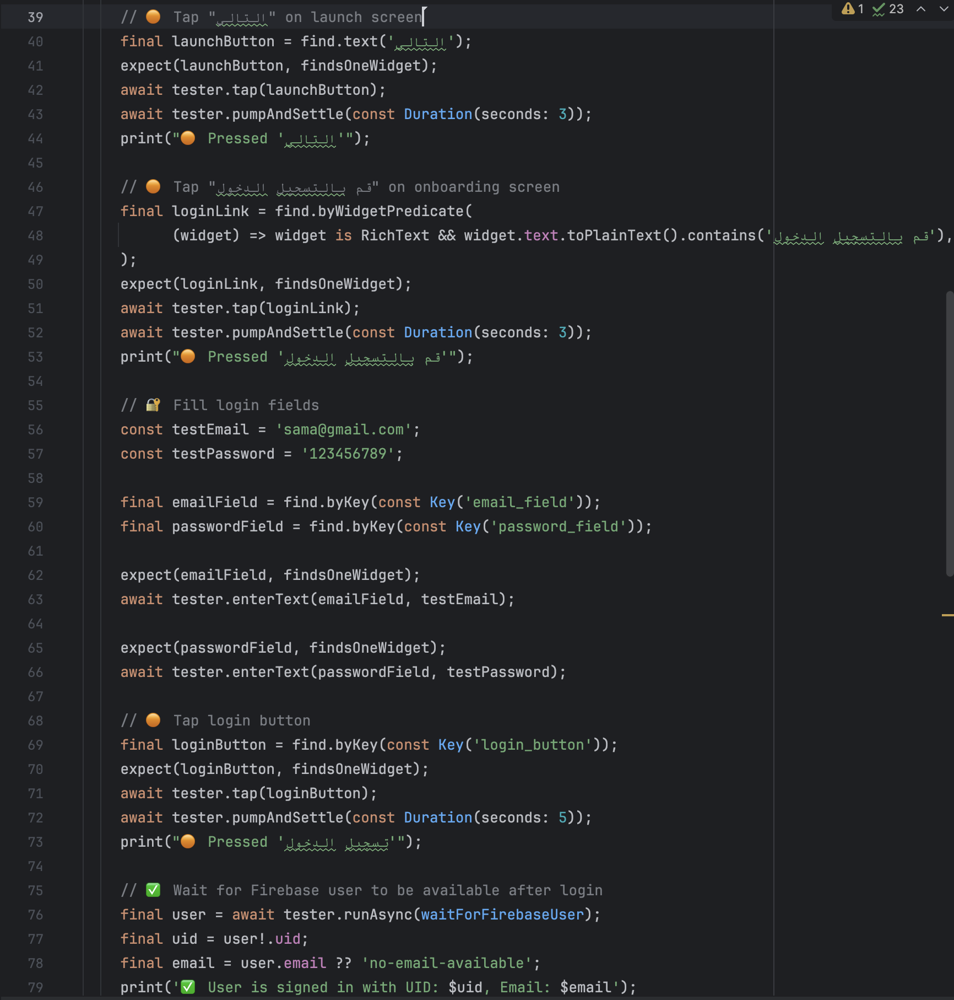 1 23
39 // 🟠 Tap "التالي" on launch screen
40 final launchButton = find.text('التالي');
41 expect(launchButton, findsOneWidget);
42 await tester.tap(launchButton);
43 await tester.pumpAndSettle(const Duration(seconds: 3));
44 print("🟠 Pressed 'التالي'");
45
46 // 🟠 Tap "قم بالتسجيل الدخول" on onboarding screen
47 final loginLink = find.byWidgetPredicate(
48 (widget) => widget is RichText && widget.text.toPlainText().contains('قم بالتسجيل الدخول'),
49 );
50 expect(loginLink, findsOneWidget);
51 await tester.tap(loginLink);
52 await tester.pumpAndSettle(const Duration(seconds: 3));
53 print("🟠 Pressed 'قم بالتسجيل الدخول'");
54
55 // 🔐 Fill login fields
56 const testEmail = 'sama@gmail.com';
57 const testPassword = '123456789';
58
59 final emailField = find.byKey(const Key('email_field'));
60 final passwordField = find.byKey(const Key('password_field'));
61
62 expect(emailField, findsOneWidget);
63 await tester.enterText(emailField, testEmail);
64
65 expect(passwordField, findsOneWidget);
66 await tester.enterText(passwordField, testPassword);
67
68 // 🟠 Tap login button
69 final loginButton = find.byKey(const Key('login_button'));
70 expect(loginButton, findsOneWidget);
71 await tester.tap(loginButton);
72 await tester.pumpAndSettle(const Duration(seconds: 5));
73 print("🟠 Pressed 'تسجيل الدخول'");
74
75 // ✅ Wait for Firebase user to be available after login
76 final user = await tester.runAsync(waitForFirebaseUser);
77 final uid = user!.uid;
78 final email = user.email ?? 'no-email-available';
79 print('✅ User is signed in with UID: $uid, Email: $email');